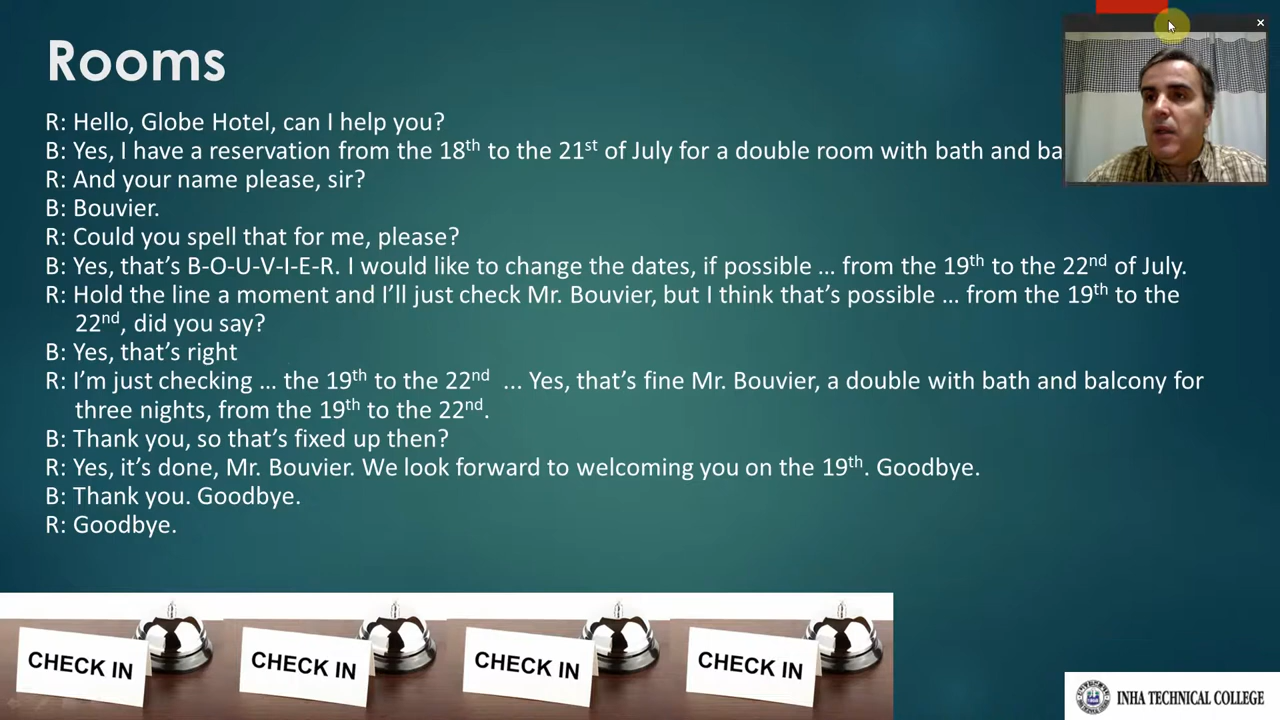 Rooms
R: Hello, Globe Hotel, can I help you?
B: Yes, I have a reservation from the 18th to the 21st of July for a double room with bath and ba
R: And your name please, sir?
B: Bouvier.
R: Could you spell that for me, please?
B: Yes, that's B-O-U-V-I-E-R. I would like to change the dates, if possible … from the 19th to the 22nd of July.
R: Hold the line a moment and I'll just check Mr. Bouvier, but I think that's possible … from the 19th to the
22nd, did you say?
B: Yes, that's right
R: I'm just checking … the 19th to the 22nd … Yes, that's fine Mr. Bouvier, a double with bath and balcony for
three nights, from the 19th to the 22nd.
B: Thank you, so that's fixed up then?
R: Yes, it's done, Mr. Bouvier. We look forward to welcoming you on the 19th. Goodbye.
B: Thank you. Goodbye.
R: Goodbye.
CHECK IN CHECK IN CHECK IN CHECK IN
INHA TECHNICAL COLLEGE